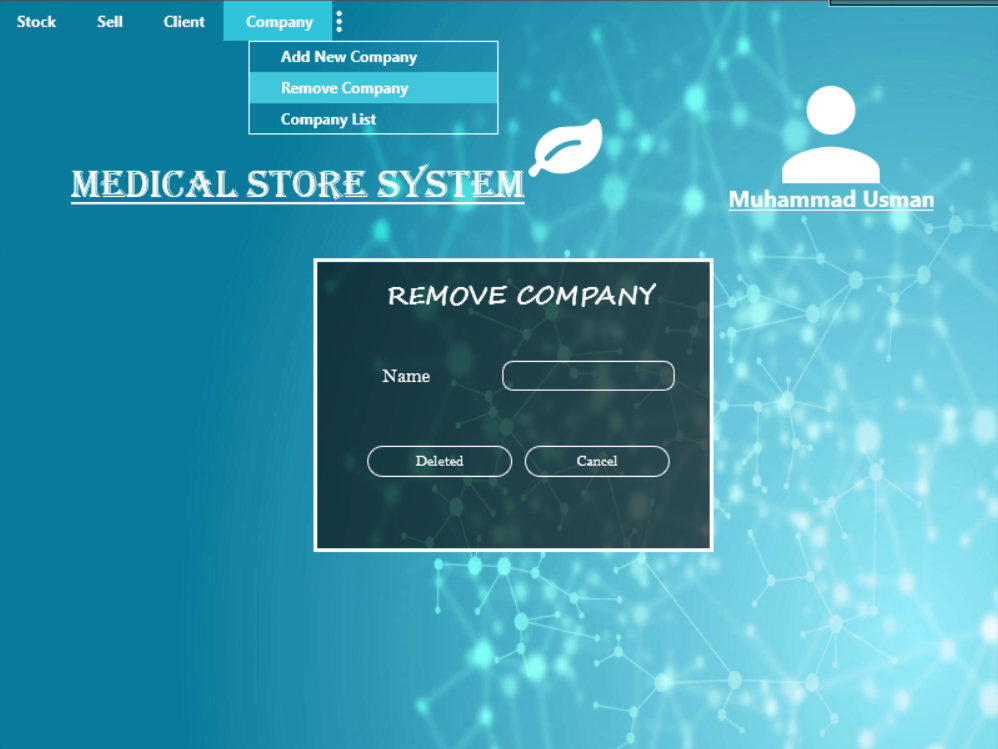 Stock Sell Client Company
Add New Company
Remove Company
Company List
MEDICAL STORE SYSTEM
Muhammad Usman
REMOVE COMPANY
Name
Deleted Cancel